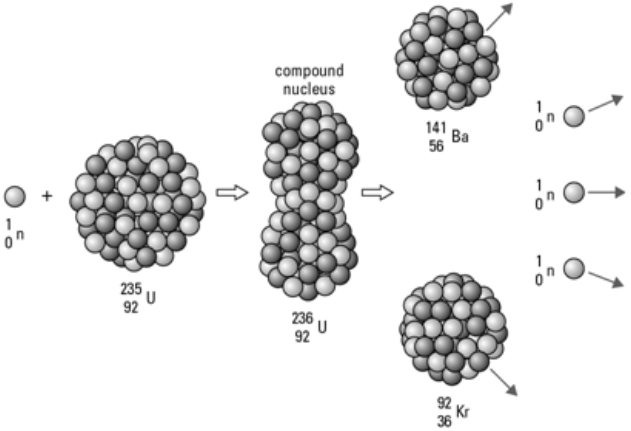 1
0 n
+
235
92 U
compound
nucleus
236
92 U
141
56 Ba
92
36 Kr
1
0 n
1
0 n
1
0 n